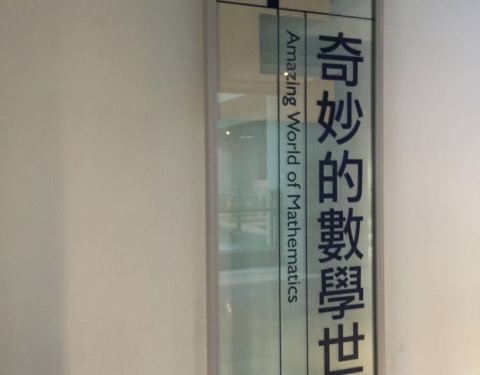 奇妙的數學世
Amazing World of Mathematics